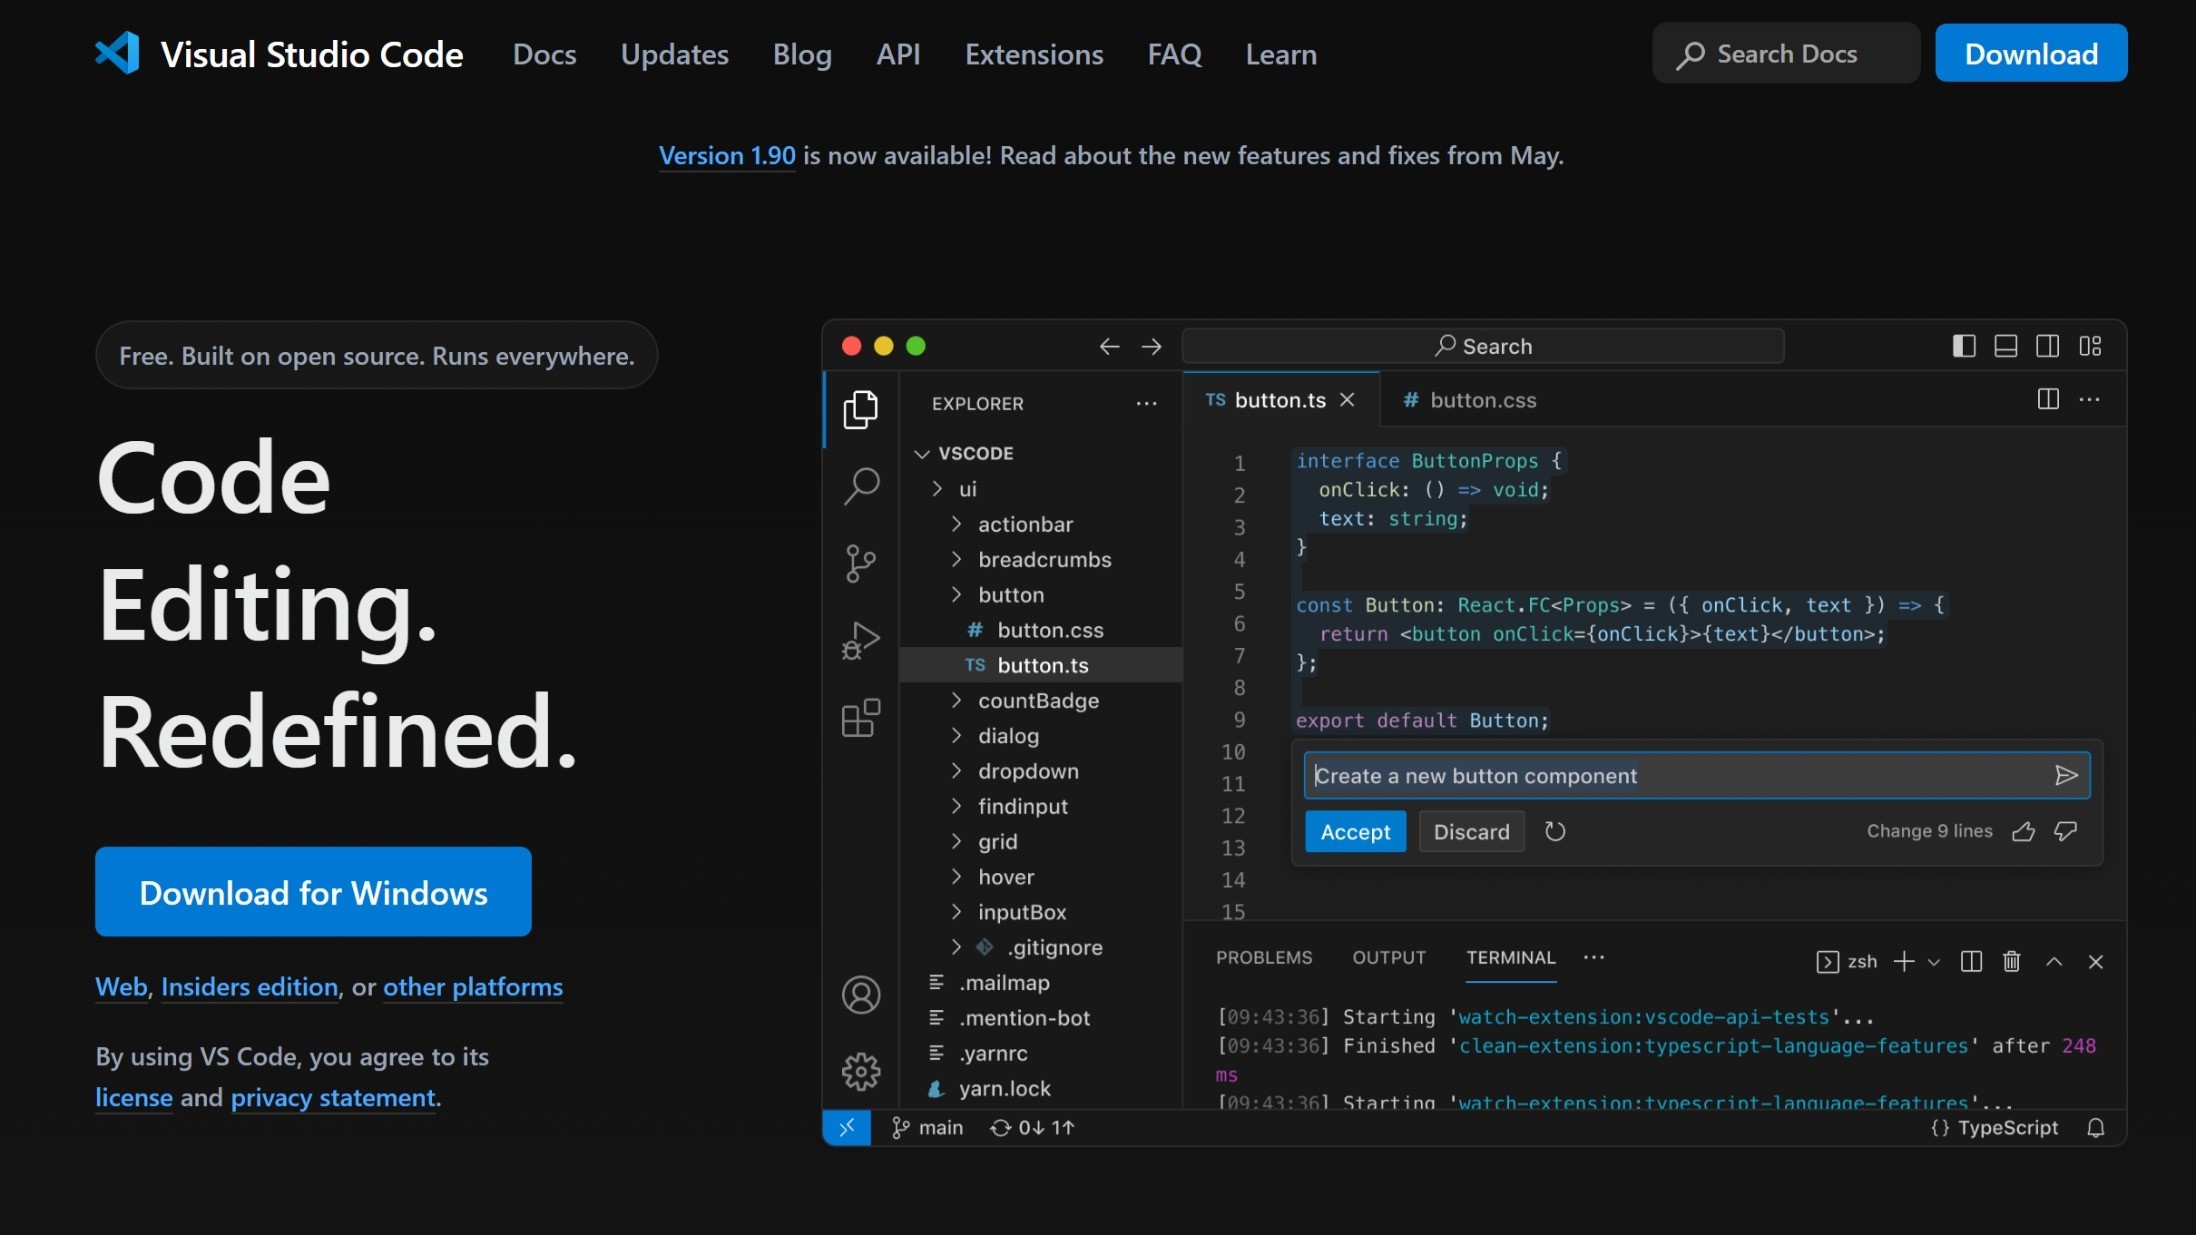 Visual Studio Code Docs Updates Blog API Extensions FAQ Learn Search Docs Download
Version 1.90 is now available! Read about the new features and fixes from May.
Free. Built on open source. Runs everywhere.
Code
Editing.
Redefined.
Download for Windows
Web, Insiders edition, or other platforms
By using VS Code, you agree to its
license and privacy statement.
Search
EXPLORER ...
VSCODE
ui
actionbar
breadcrumbs
button
# button.css
TS button.ts
countBadge
dialog
dropdown
findinput
grid
hover
inputBox
.gitignore
.mailmap
.mention-bot
.yarnrc
yarn.lock
TS button.ts # button.css ...
1 interface ButtonProps {
2 onClick: () => void;
3 text: string;
4 }
5
6 const Button: React.FC<Props> = ({ onClick, text }) => {
7 return <button onClick={onClick}>{text}</button>;
8 };
9
10 export default Button;
11
12
13
14
15
Create a new button component
Accept Discard Change 9 lines
PROBLEMS OUTPUT TERMINAL ... zsh
[09:43:36] Starting 'watch-extension:vscode-api-tests'...
[09:43:36] Finished 'clean-extension:typescript-language-features' after 248
ms
[09:43:36] Starting 'watch-extension:typescript-language-features'...
main 0↓ 1↑ {} TypeScript